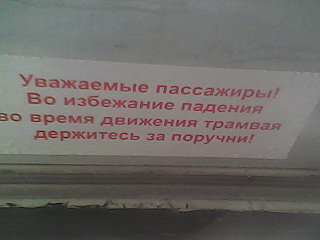 Уважаемые пассажиры!
Во избежание падения
во время движения трамвая
держитесь за поручни!